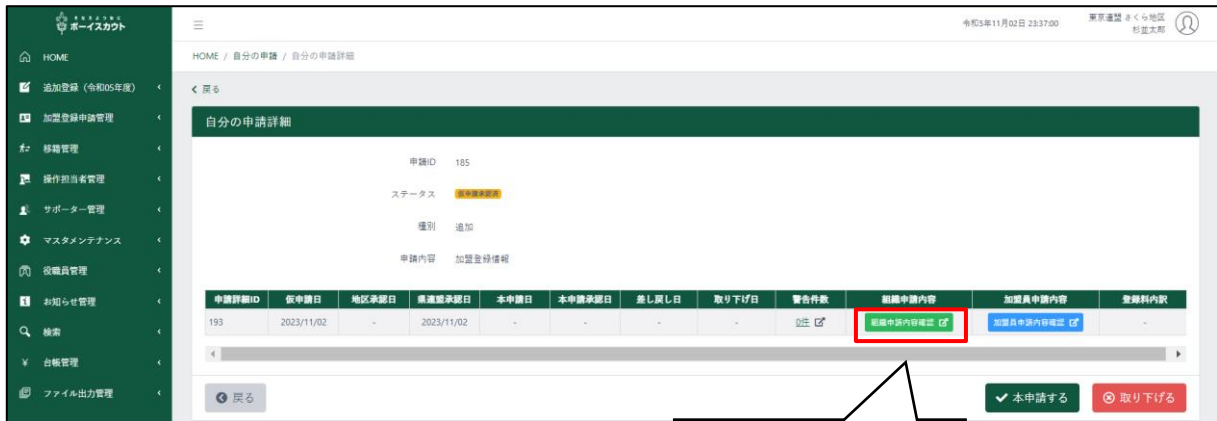 ボーイスカウト
令和5年11月02日 23:37:00
東京連盟 さくら地区
杉並太郎
HOME
HOME / 自分の申請 / 自分の申請詳細
追加登録（令和05年度）
戻る
加盟登録申請管理
自分の申請詳細
移籍管理
申請ID 185
操作担当者管理
ステータス 仮申請承認済
サポーター管理
種別 追加
マスタメンテナンス
申請内容 加盟登録情報
役職員管理
お知らせ管理
申請詳細ID 仮申請日 地区承認日 県連盟承認日 本申請日 本申請承認日 差し戻し日 取り下げ日 警告件数 組織申請内容 加盟員申請内容 登録料内訳
193 2023/11/02 - 2023/11/02 - - - - 0件 組織申請内容確認 加盟員申請内容確認 -
検索
台帳管理
ファイル出力管理
戻る 本申請する 取り下げる